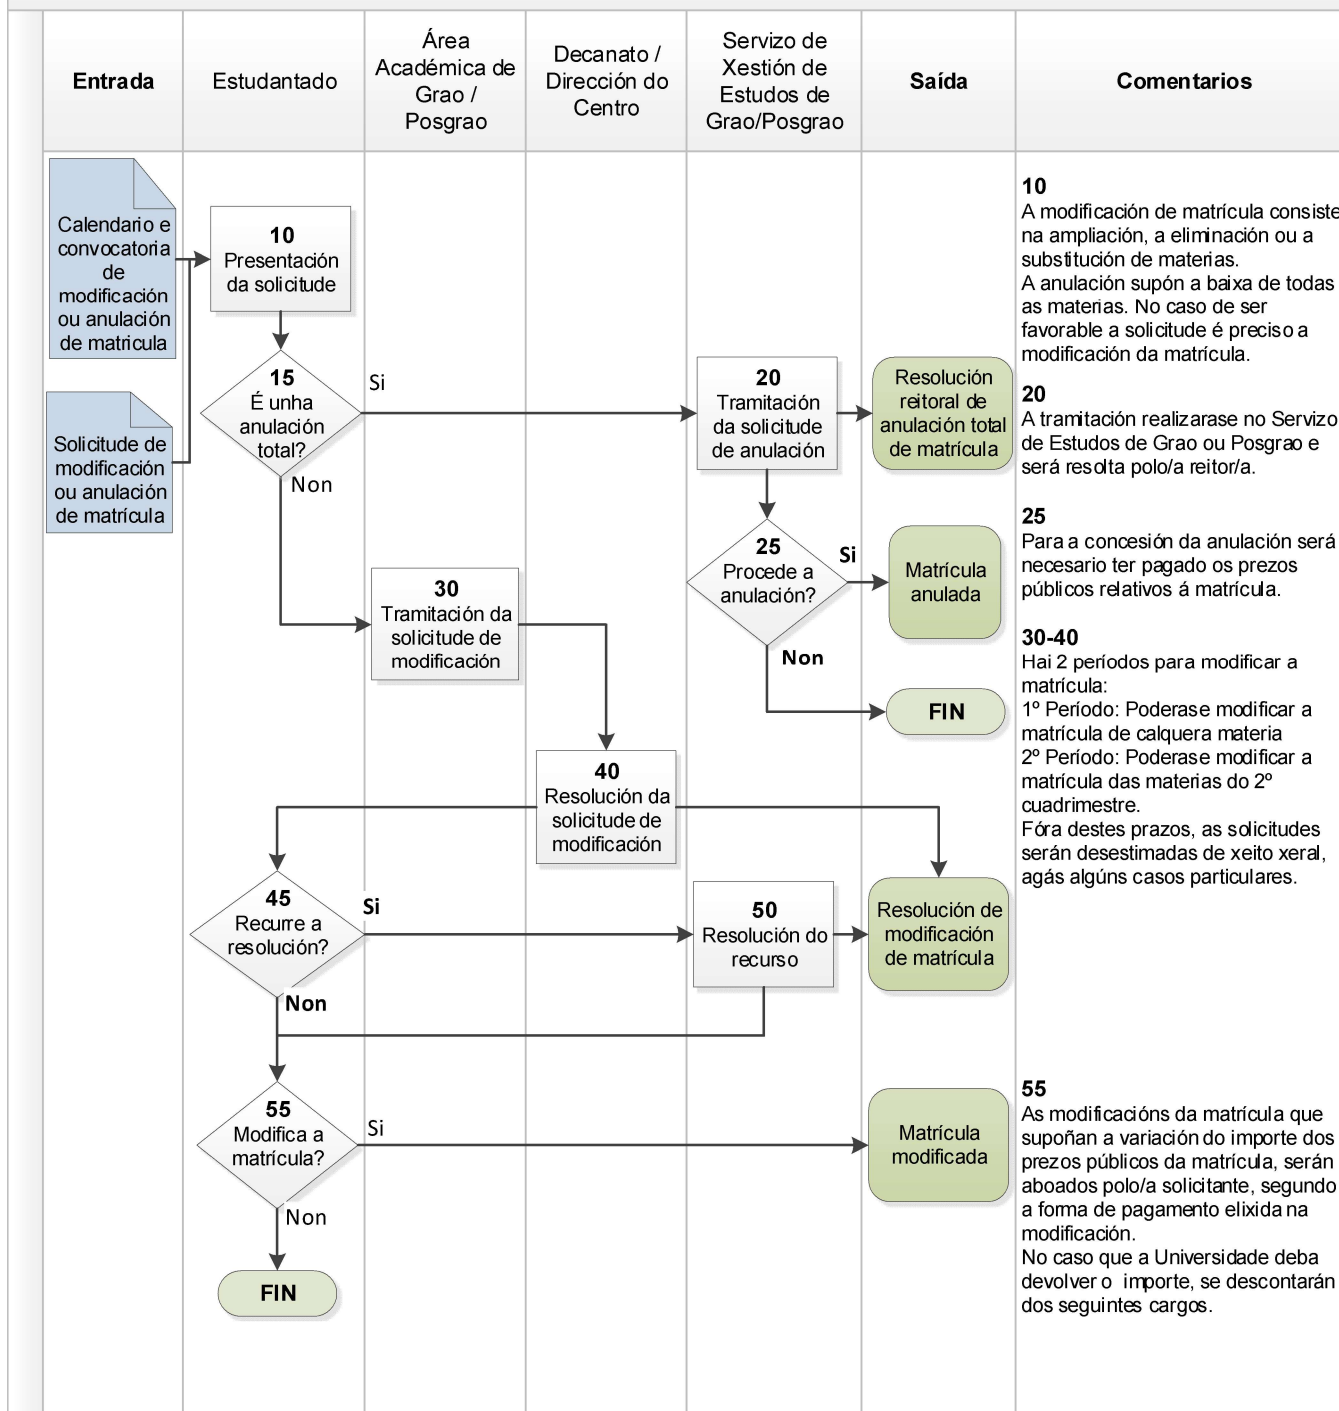 Entrada
Estudantado
Área
Académica de
Grao /
Posgrao
Decanato /
Dirección do
Centro
Servizo de
Xestión de
Estudos de
Grao/Posgrao
Saída
Comentarios
Calendario e
convocatoria
de
modificación
ou anulación
de matricula
Solicitude de
modificación
ou anulación
de matrícula
10
Presentación
da solicitude
15
É unha
anulación
total?
Si
Non
20
Tramitación
da solicitude
de anulación
Resolución
reitoral de
anulación total
de matrícula
25
Procede a
anulación?
Si
Non
Matrícula
anulada
FIN
30
Tramitación da
solicitude de
modificación
40
Resolución da
solicitude de
modificación
45
Recurre a
resolución?
Si
Non
50
Resolución do
recurso
Resolución de
modificación
de matrícula
55
Modifica a
matrícula?
Si
Non
Matrícula
modificada
FIN
10
A modificación de matrícula consiste
na ampliación, a eliminación ou a
substitución de materias.
A anulación supón a baixa de todas
as materias. No caso de ser
favorable a solicitude é preciso a
modificación da matrícula.
20
A tramitación realizarase no Servizo
de Estudos de Grao ou Posgrao e
será resolta polo/a reitor/a.
25
Para a concesión da anulación será
necesario ter pagado os prezos
públicos relativos á matrícula.
30-40
Hai 2 períodos para modificar a
matrícula:
1º Período: Poderase modificar a
matrícula de calquera materia
2º Período: Poderase modificar a
matrícula das materias do 2º
cuadrimestre.
Fóra destes prazos, as solicitudes
serán desestimadas de xeito xeral,
agás algúns casos particulares.
55
As modificacións da matrícula que
supoñan a variación do importe dos
prezos públicos da matrícula, serán
aboados polo/a solicitante, segundo
a forma de pagamento elixida na
modificación.
No caso que a Universidade deba
devolver o importe, se descontarán
dos seguintes cargos.